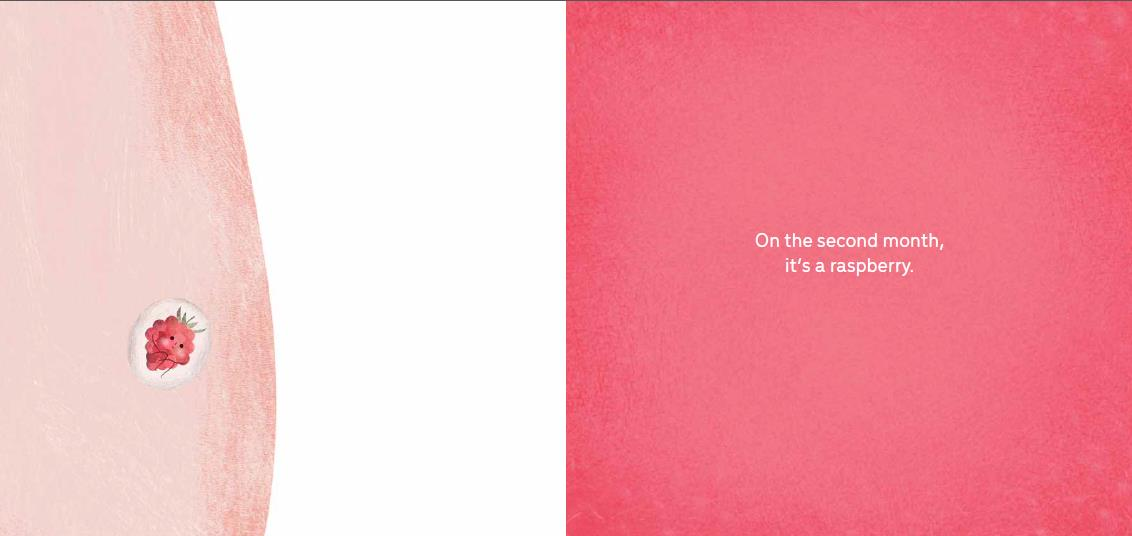 On the second month,
it's a raspberry.